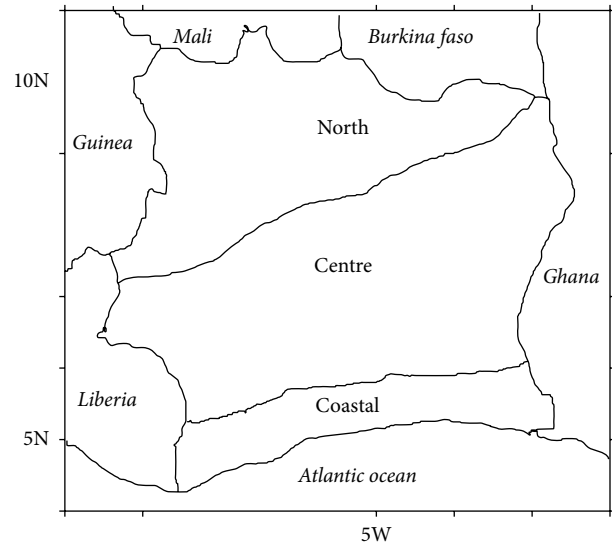 Mali
Burkina faso
10N
North
Guinea
Centre
Ghana
Liberia
Coastal
5N
Atlantic ocean
5W